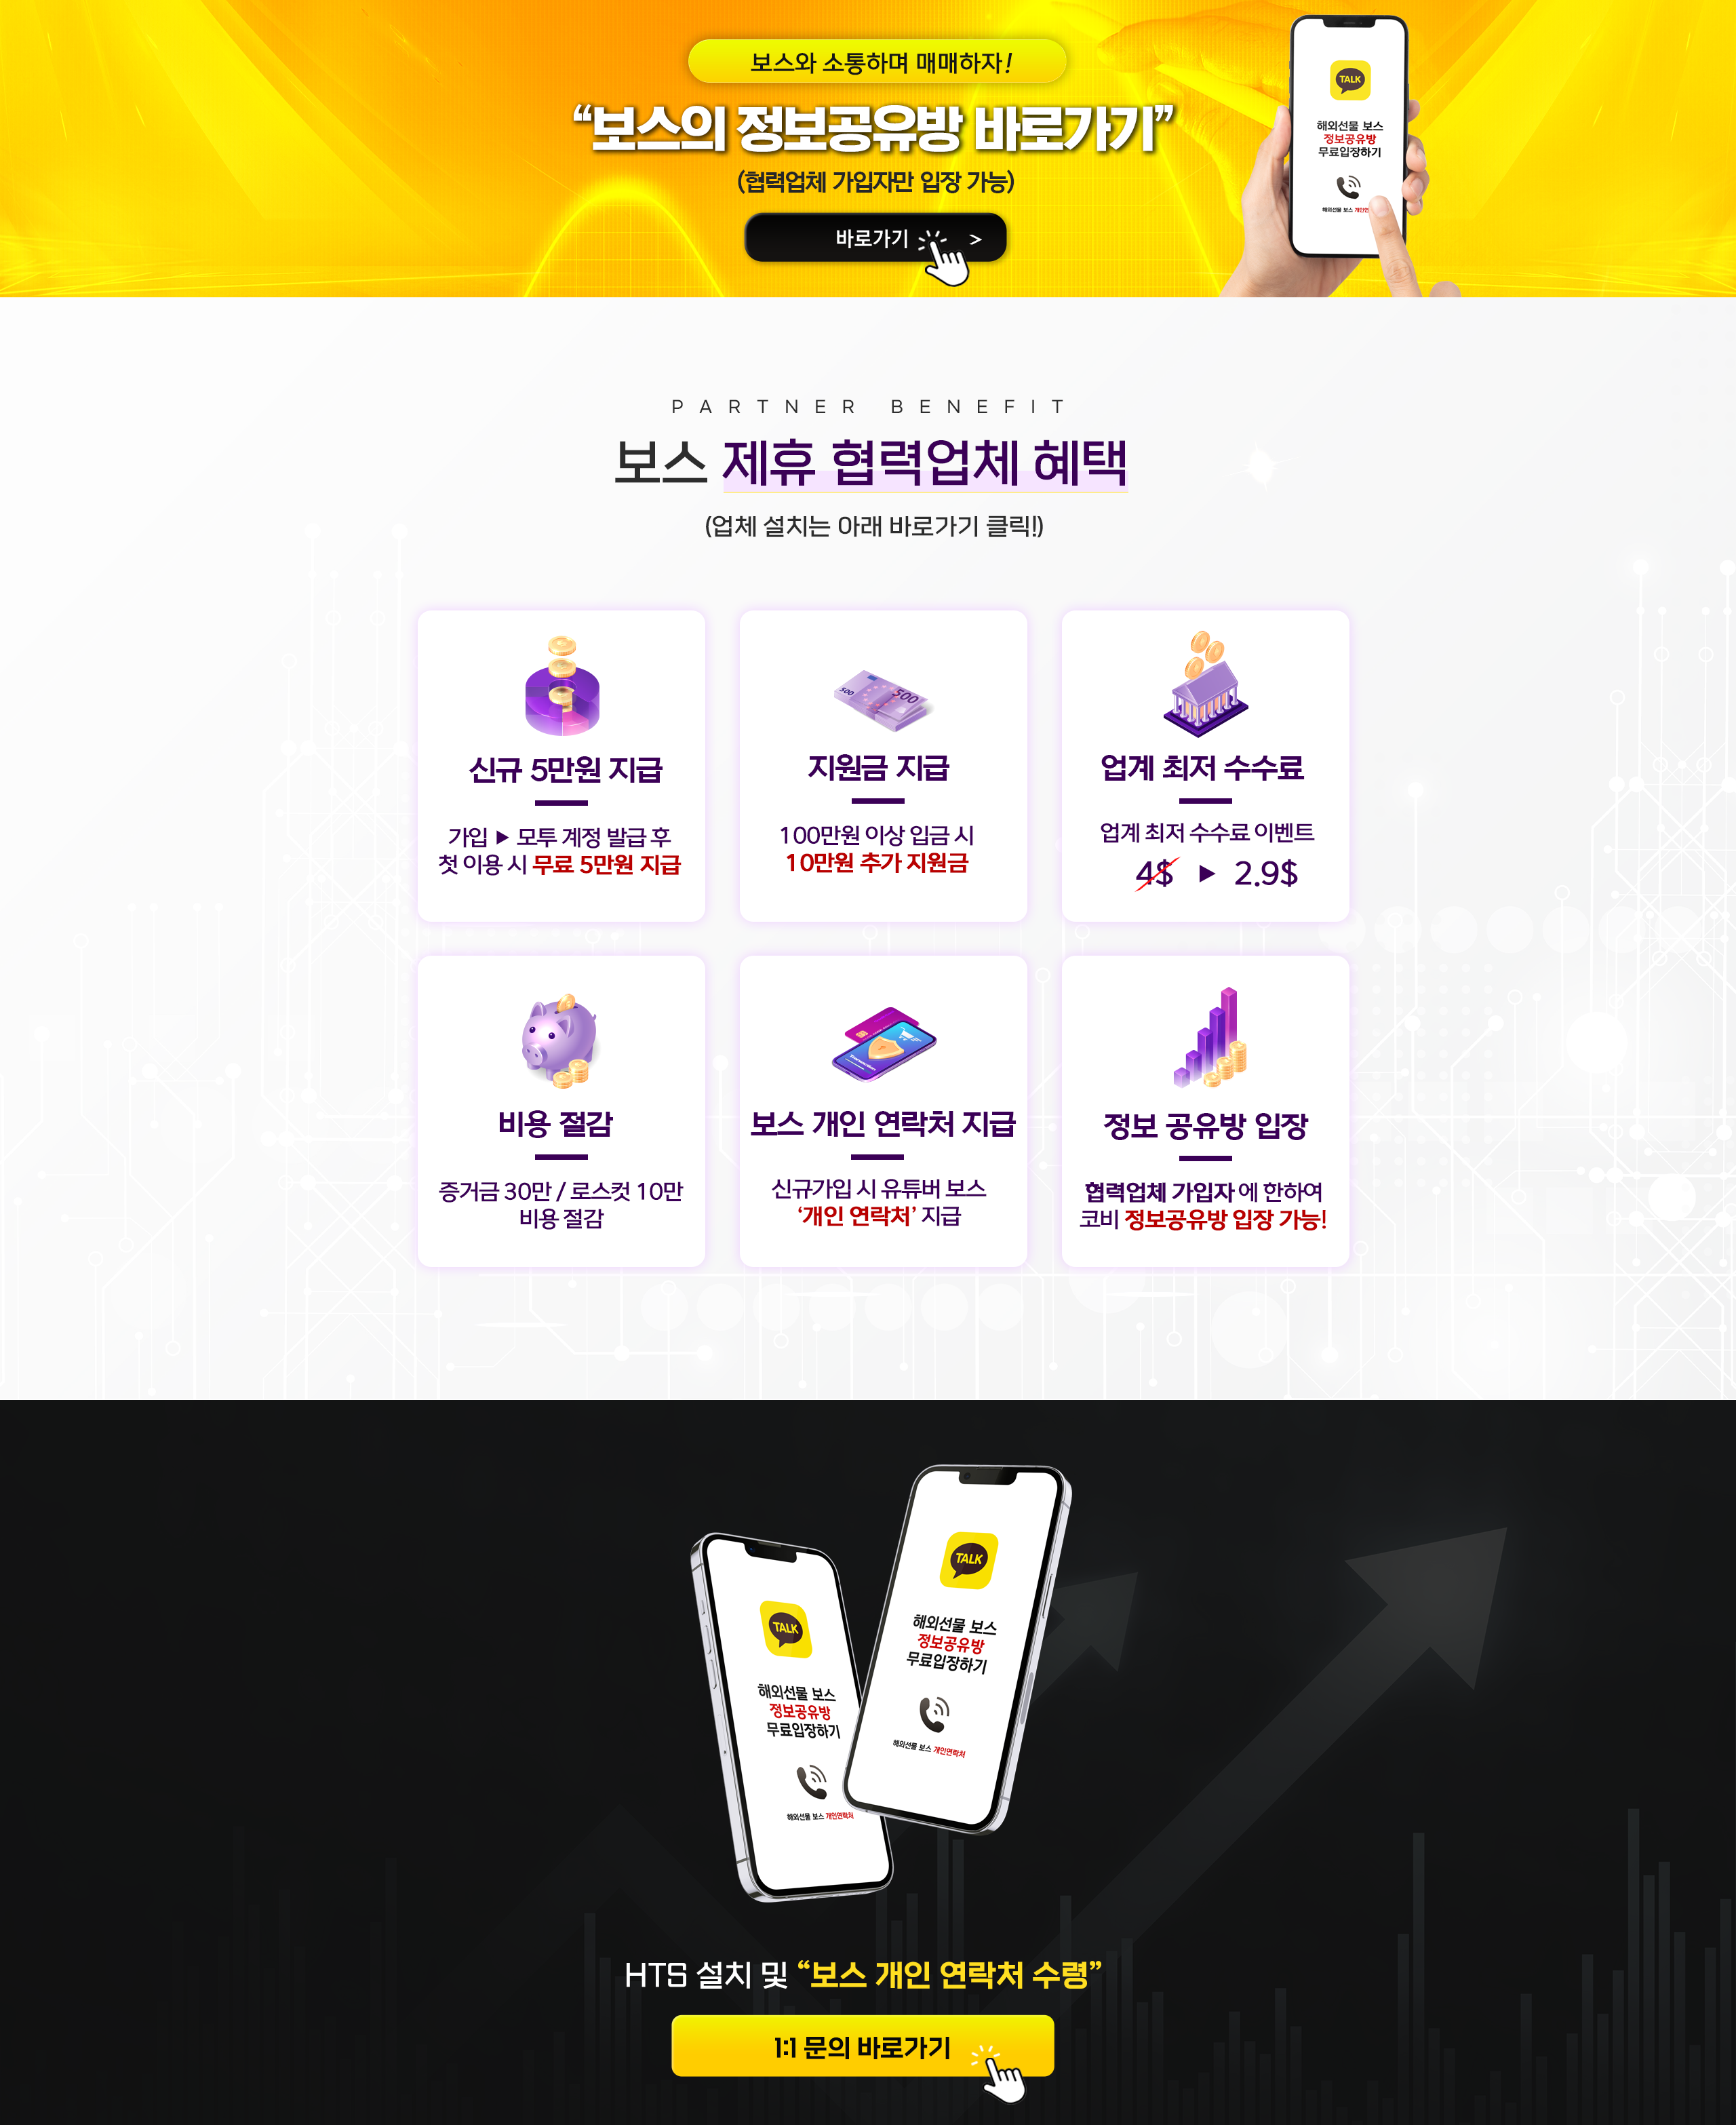 보스와 소통하며 매매하자!
“보스의 정보공유방 바로가기”
(협력업체 가입자만 입장 가능)
바로가기 >
TALK
해외선물 보스
정보공유방
무료입장하기
해외선물 보스
PARTNER BENEFIT
보스 제휴 협력업체 혜택
(업체 설치는 아래 바로가기 클릭!)
신규 5만원 지급
가입 ▶ 모투 계정 발급 후
첫 이용 시 무료 5만원 지급
500 500
지원금 지급
100만원 이상 입금 시
10만원 추가 지원금
업계 최저 수수료
업계 최저 수수료 이벤트
4$ ▶ 2.9$
비용 절감
증거금 30만 / 로스컷 10만
비용 절감
보스 개인 연락처 지급
신규가입 시 유튜버 보스
‘개인 연락처’ 지급
정보 공유방 입장
협력업체 가입자 에 한하여
코비 정보공유방 입장 가능!
TALK
해외선물 보스
정보공유방
무료입장하기
해외선물 보스 개인연락처
TALK
해외선물 보스
정보공유방
무료입장하기
해외선물 보스 개인연락처
HTS 설치 및 “보스 개인 연락처 수령”
1:1 문의 바로가기